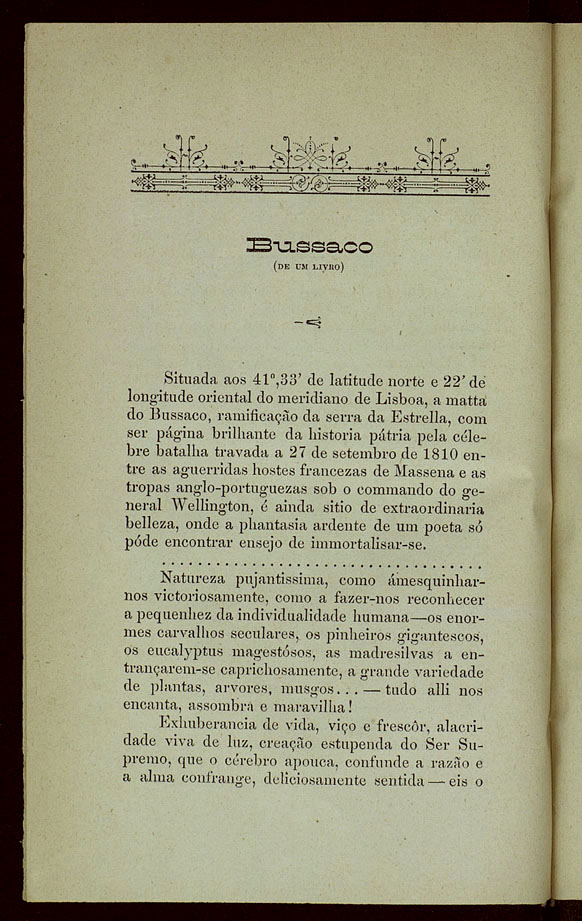 Bussaco
(DE UM LIVRO)
Situada aos 41º,33' de latitude norte e 22' de
longitude oriental do meridiano de Lisboa, a matta
do Bussaco, ramificação da serra da Estrella, com
ser página brilhante da historia pátria pela céle-
bre batalha travada a 27 de setembro de 1810 en-
tre as aguerridas hostes francezas de Massena e as
tropas anglo-portuguezas sob o commando do ge-
neral Wellington, é ainda sitio de extraordinaria
belleza, onde a phantasia ardente de um poeta só
póde encontrar ensejo de immortalisar-se.
. . . . . . . . . . . . . . . . . . . . . . . . . . . . . . . . . . . .
Natureza pujantissima, como ámesquinhar-
nos victoriosamente, como a fazer-nos reconhecer
a pequenhez da individualidade humana—os enor-
mes carvalhos seculares, os pinheiros gigantescos,
os eucalyptus magestósos, as madresilvas a en-
trançarem-se caprichosamente, a grande variedade
de plantas, arvores, musgos... — tudo alli nos
encanta, assombra e maravilha!
Exhuberancia de vida, viço e frescôr, alacri-
dade viva de luz, creação estupenda do Ser Su-
premo, que o cérebro apouca, confunde a razão e
a alma confrange, deliciosamente sentida — eis o